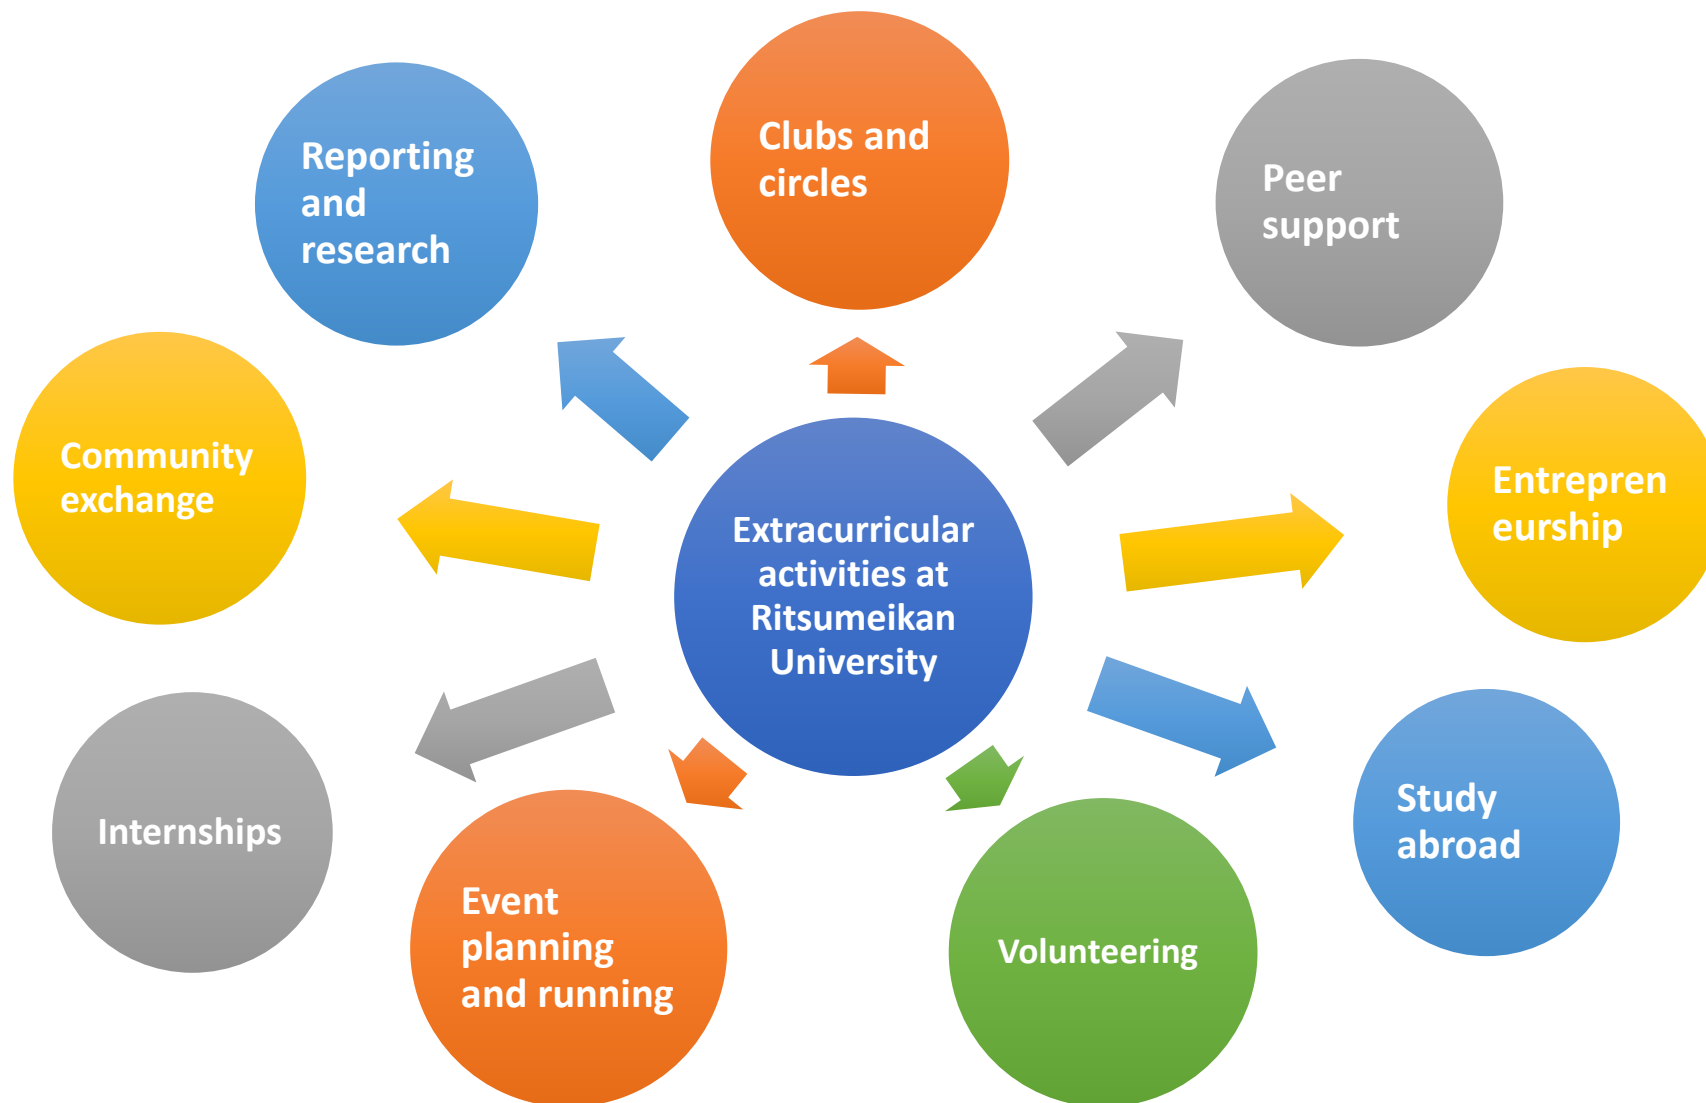 Clubs and
circles
Peer
support
Entrepren
eurship
Study
abroad
Volunteering
Event
planning
and running
Internships
Community
exchange
Reporting
and
research
Extracurricular
activities at
Ritsumeikan
University